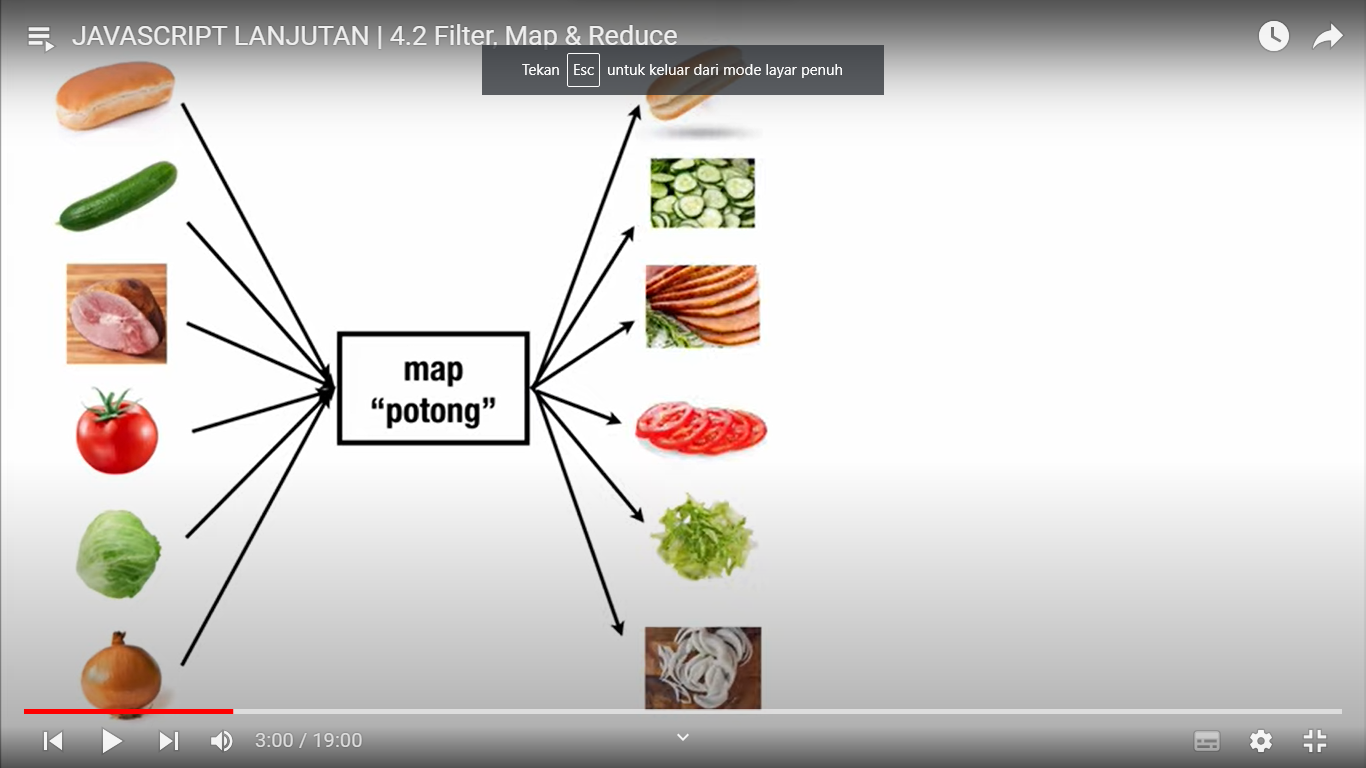 JAVASCRIPT LANJUTAN | 4.2 Filter, Map & Reduce
Tekan Esc untuk keluar dari mode layar penuh
map
“potong”
3:00 / 19:00